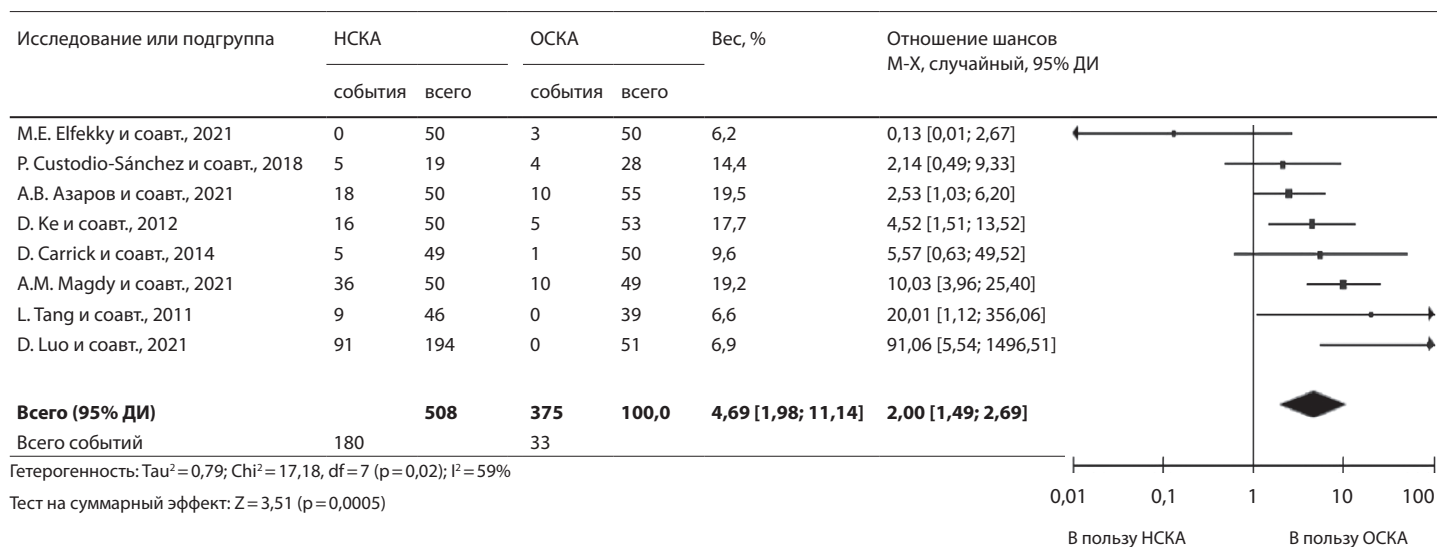 Исследование или подгруппа НСКА ОСКА Вес, % Отношение шансов
М-Х, случайный, 95% ДИ
события всего события всего
M.E. Elfekky и соавт., 2021 0 50 3 50 6,2 0,13 [0,01; 2,67]
P. Custodio-Sánchez и соавт., 2018 5 19 4 28 14,4 2,14 [0,49; 9,33]
А.В. Азаров и соавт., 2021 18 50 10 55 19,5 2,53 [1,03; 6,20]
D. Ke и соавт., 2012 16 50 5 53 17,7 4,52 [1,51; 13,52]
D. Carrick и соавт., 2014 5 49 1 50 9,6 5,57 [0,63; 49,52]
A.M. Magdy и соавт., 2021 36 50 10 49 19,2 10,03 [3,96; 25,40]
L. Tang и соавт., 2011 9 46 0 39 6,6 20,01 [1,12; 356,06]
D. Luo и соавт., 2021 91 194 0 51 6,9 91,06 [5,54; 1496,51]
Всего (95% ДИ) 508 375 100,0 4,69 [1,98; 11,14] 2,00 [1,49; 2,69]
Всего событий 180 33
Гетерогенность: Tau² = 0,79; Chi² = 17,18, df = 7 (p = 0,02); I² = 59%
Тест на суммарный эффект: Z = 3,51 (p = 0,0005)
0,01 0,1 1 10 100
В пользу НСКА В пользу ОСКА